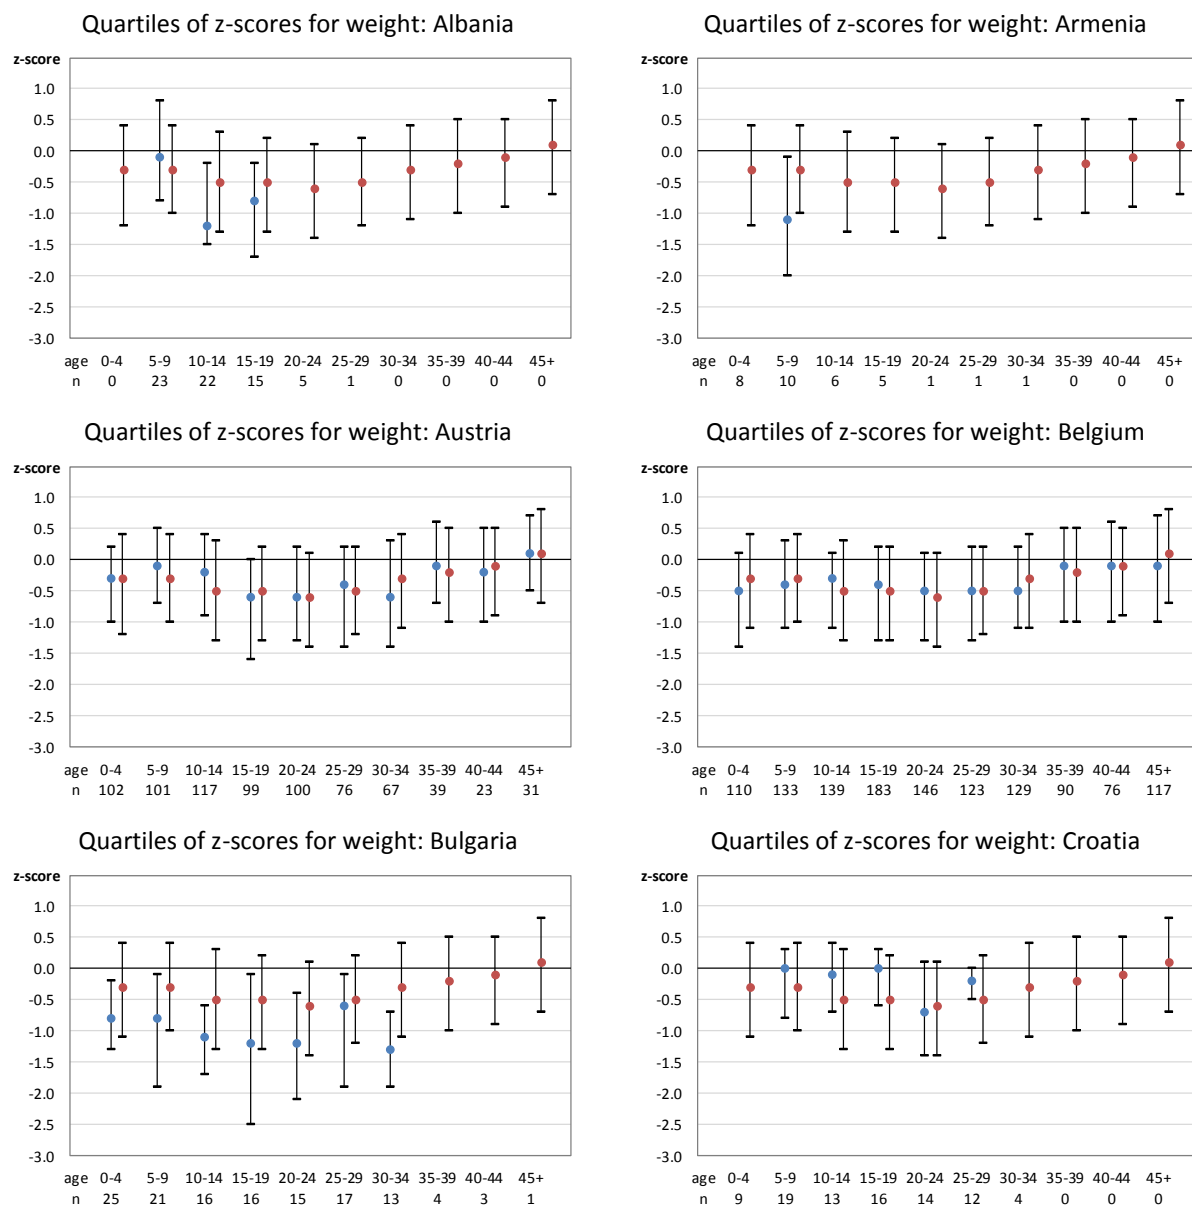 Quartiles of z-scores for weight: Albania
z-score
1.0
0.5
0.0
-0.5
-1.0
-1.5
-2.0
-2.5
-3.0
age 0-4 5-9 10-14 15-19 20-24 25-29 30-34 35-39 40-44 45+
n 0 23 22 15 5 1 0 0 0 0
Quartiles of z-scores for weight: Armenia
z-score
1.0
0.5
0.0
-0.5
-1.0
-1.5
-2.0
-2.5
-3.0
age 0-4 5-9 10-14 15-19 20-24 25-29 30-34 35-39 40-44 45+
n 8 10 6 5 1 1 1 0 0 0
Quartiles of z-scores for weight: Austria
z-score
1.0
0.5
0.0
-0.5
-1.0
-1.5
-2.0
-2.5
-3.0
age 0-4 5-9 10-14 15-19 20-24 25-29 30-34 35-39 40-44 45+
n 102 101 117 99 100 76 67 39 23 31
Quartiles of z-scores for weight: Belgium
z-score
1.0
0.5
0.0
-0.5
-1.0
-1.5
-2.0
-2.5
-3.0
age 0-4 5-9 10-14 15-19 20-24 25-29 30-34 35-39 40-44 45+
n 110 133 139 183 146 123 129 90 76 117
Quartiles of z-scores for weight: Bulgaria
z-score
1.0
0.5
0.0
-0.5
-1.0
-1.5
-2.0
-2.5
-3.0
age 0-4 5-9 10-14 15-19 20-24 25-29 30-34 35-39 40-44 45+
n 25 21 16 16 15 17 13 4 3 1
Quartiles of z-scores for weight: Croatia
z-score
1.0
0.5
0.0
-0.5
-1.0
-1.5
-2.0
-2.5
-3.0
age 0-4 5-9 10-14 15-19 20-24 25-29 30-34 35-39 40-44 45+
n 9 19 13 16 14 12 4 0 0 0